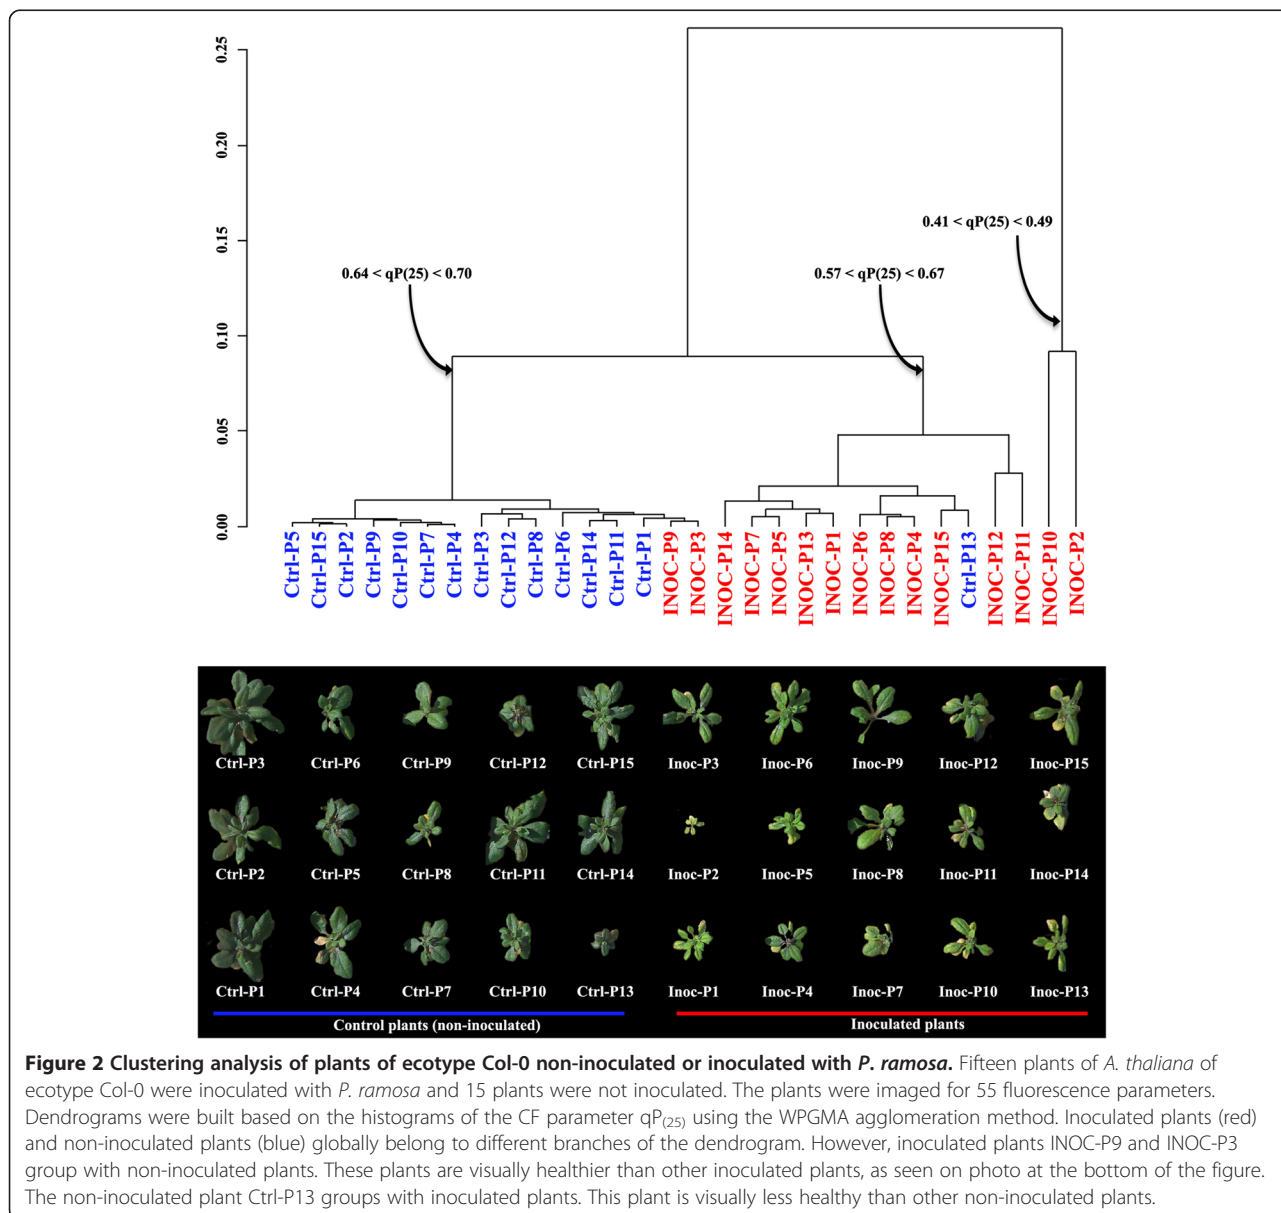 0.25
0.20
0.15
0.10
0.05
0.00
0.41 < qP(25) < 0.49
0.64 < qP(25) < 0.70
0.57 < qP(25) < 0.67
Ctrl-P5
Ctrl-P15
Ctrl-P2
Ctrl-P9
Ctrl-P10
Ctrl-P7
Ctrl-P4
Ctrl-P3
Ctrl-P12
Ctrl-P8
Ctrl-P6
Ctrl-P14
Ctrl-P11
Ctrl-P1
INOC-P9
INOC-P3
INOC-P14
INOC-P7
INOC-P5
INOC-P13
INOC-P1
INOC-P6
INOC-P8
INOC-P4
INOC-P15
Ctrl-P13
INOC-P12
INOC-P11
INOC-P10
INOC-P2
Ctrl-P3 Ctrl-P6 Ctrl-P9 Ctrl-P12 Ctrl-P15 Inoc-P3 Inoc-P6 Inoc-P9 Inoc-P12 Inoc-P15
Ctrl-P2 Ctrl-P5 Ctrl-P8 Ctrl-P11 Ctrl-P14 Inoc-P2 Inoc-P5 Inoc-P8 Inoc-P11 Inoc-P14
Ctrl-P1 Ctrl-P4 Ctrl-P7 Ctrl-P10 Ctrl-P13 Inoc-P1 Inoc-P4 Inoc-P7 Inoc-P10 Inoc-P13
Control plants (non-inoculated) Inoculated plants
Figure 2 Clustering analysis of plants of ecotype Col-0 non-inoculated or inoculated with P. ramosa. Fifteen plants of A. thaliana of
ecotype Col-0 were inoculated with P. ramosa and 15 plants were not inoculated. The plants were imaged for 55 fluorescence parameters.
Dendrograms were built based on the histograms of the CF parameter qP(25) using the WPGMA agglomeration method. Inoculated plants (red)
and non-inoculated plants (blue) globally belong to different branches of the dendrogram. However, inoculated plants INOC-P9 and INOC-P3
group with non-inoculated plants. These plants are visually healthier than other inoculated plants, as seen on photo at the bottom of the figure.
The non-inoculated plant Ctrl-P13 groups with inoculated plants. This plant is visually less healthy than other non-inoculated plants.